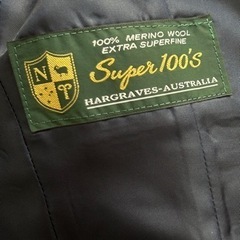 100% MERINO WOOL
EXTRA SUPERFINE
N
Super 100'S
HARGRAVES-AUSTRALIA